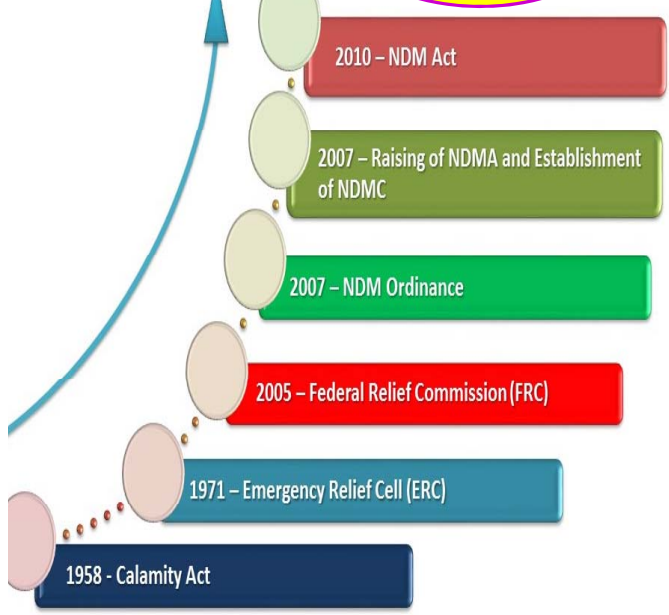 2010 – NDM Act
2007 – Raising of NDMA and Establishment
of NDMC
2007 – NDM Ordinance
2005 – Federal Relief Commission (FRC)
1971 – Emergency Relief Cell (ERC)
1958 - Calamity Act